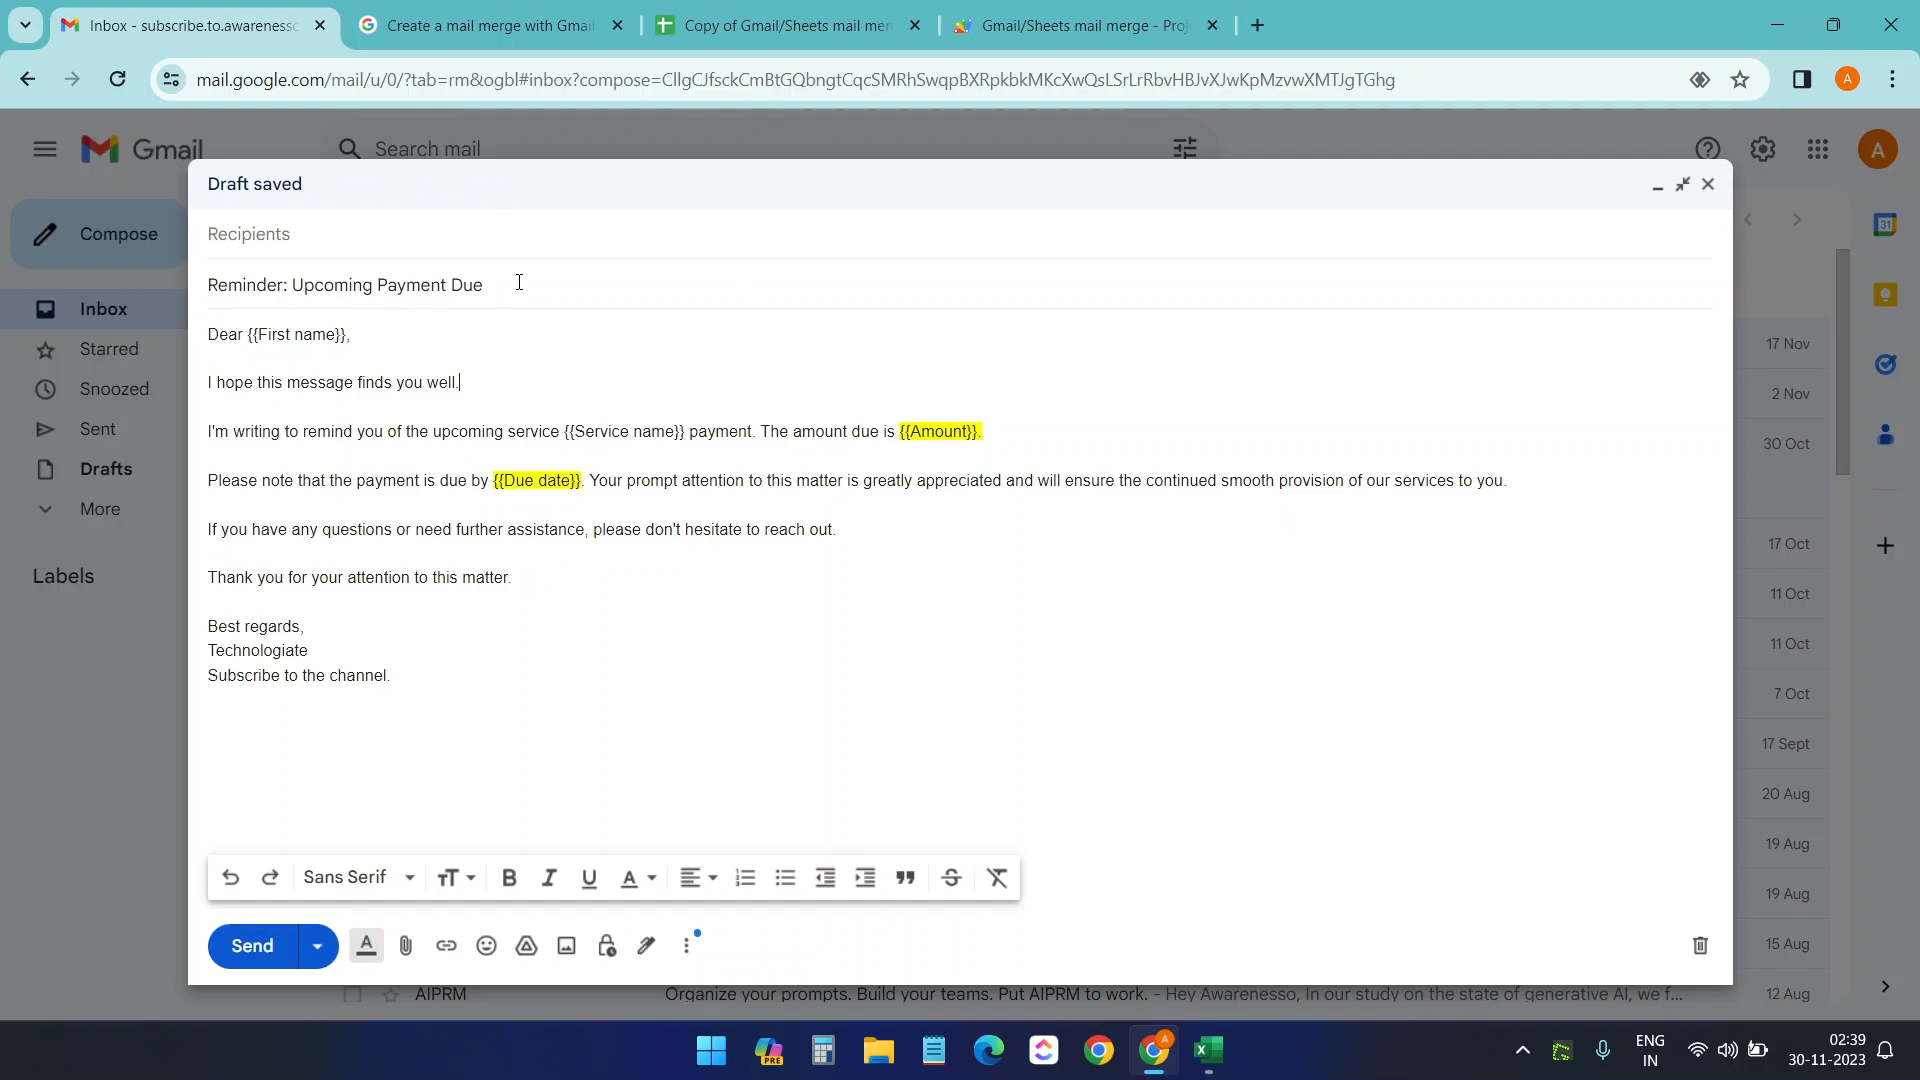 Inbox - subscribe.to.awarenessc
Create a mail merge with Gmai
Copy of Gmail/Sheets mail mer
Gmail/Sheets mail merge - Proj
mail.google.com/mail/u/0/?tab=rm&ogbl#inbox?compose=CllgCJfsckCmBtGQbngtCqcSMRhSwqpBXRpkbkMKcXwQsLSrLrRbvHBJvXJwKpMzvwXMTJgTGhg
A
Gmail
Search mail
A
Draft saved
Compose
Recipients
31
Reminder: Upcoming Payment Due
Inbox
Dear {{First name}},
Starred
17 Nov
Snoozed
I hope this message finds you well.
2 Nov
Sent
I'm writing to remind you of the upcoming service {{Service name}} payment. The amount due is {{Amount}}.
30 Oct
Drafts
Please note that the payment is due by {{Due date}}. Your prompt attention to this matter is greatly appreciated and will ensure the continued smooth provision of our services to you.
More
If you have any questions or need further assistance, please don't hesitate to reach out.
17 Oct
Labels
Thank you for your attention to this matter.
11 Oct
Best regards,
Technologiate
11 Oct
Subscribe to the channel.
7 Oct
17 Sept
20 Aug
19 Aug
Sans Serif
19 Aug
Send
15 Aug
AIPRM
Organize your prompts. Build your teams. Put AIPRM to work. - Hey Awarenesso, In our study on the state of generative AI, we f...
12 Aug
PRE
A
ENG
IN
02:39
30-11-2023